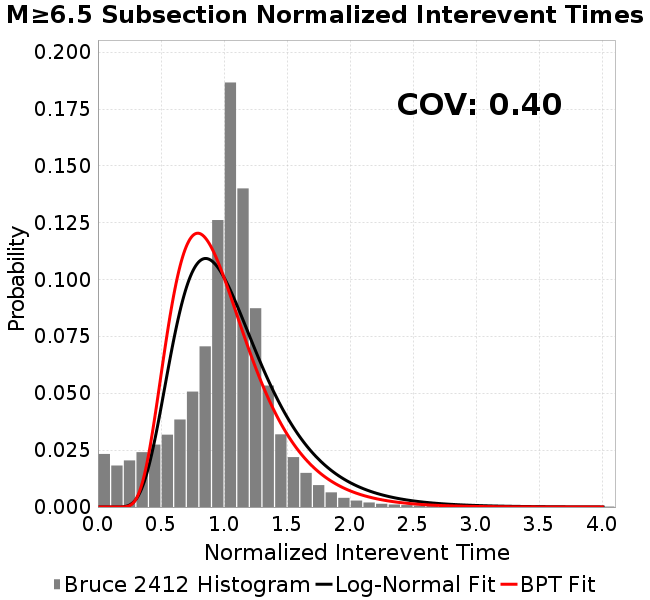 M≥6.5 Subsection Normalized Interevent Times
COV: 0.40
Probability
0.200
0.175
0.150
0.125
0.100
0.075
0.050
0.025
0.000
0.0 0.5 1.0 1.5 2.0 2.5 3.0 3.5 4.0
Normalized Interevent Time
Bruce 2412 Histogram Log-Normal Fit BPT Fit